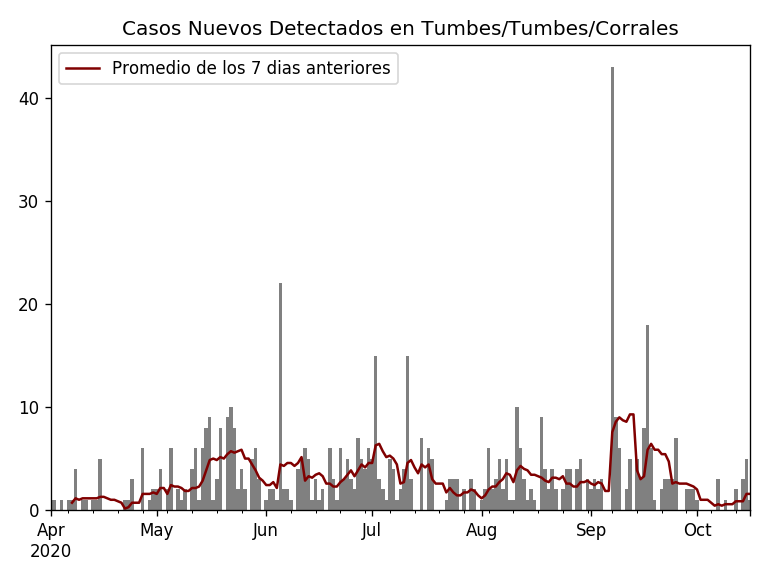 Casos Nuevos Detectados en Tumbes/Tumbes/Corrales
Promedio de los 7 dias anteriores
40
30
20
10
0
Apr May Jun Jul Aug Sep Oct
2020